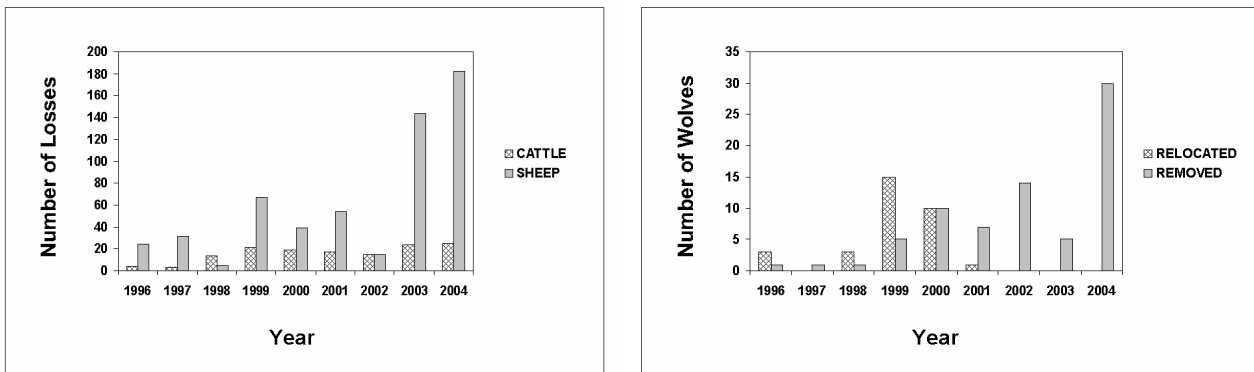 Number of Losses
200
180
160
140
120
100
80
60
40
20
0
1996 1997 1998 1999 2000 2001 2002 2003 2004
Year
CATTLE
SHEEP
Number of Wolves
35
30
25
20
15
10
5
0
1996 1997 1998 1999 2000 2001 2002 2003 2004
Year
RELOCATED
REMOVED